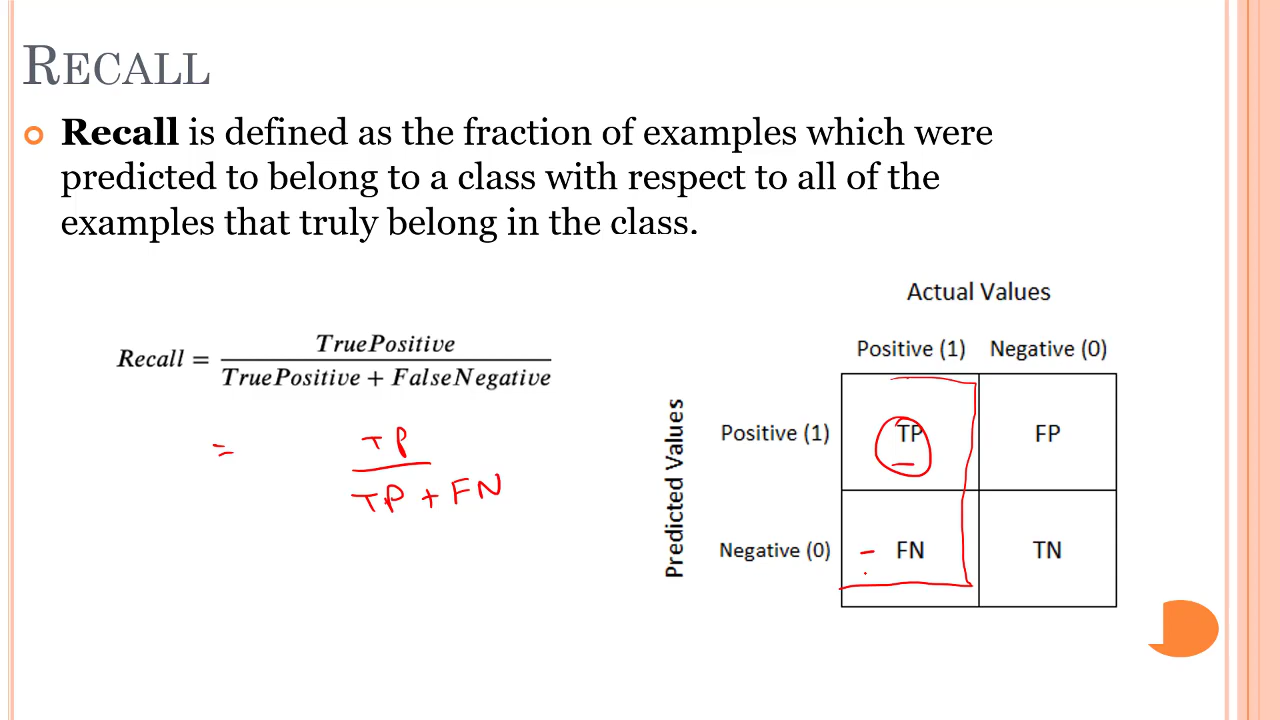 RECALL
Recall is defined as the fraction of examples which were
predicted to belong to a class with respect to all of the
examples that truly belong in the class.
Recall = TruePositive / TruePositive + FalseNegative
= TP / TP + FN
Actual Values
Positive (1) Negative (0)
Predicted Values
Positive (1) TP FP
Negative (0) - FN TN